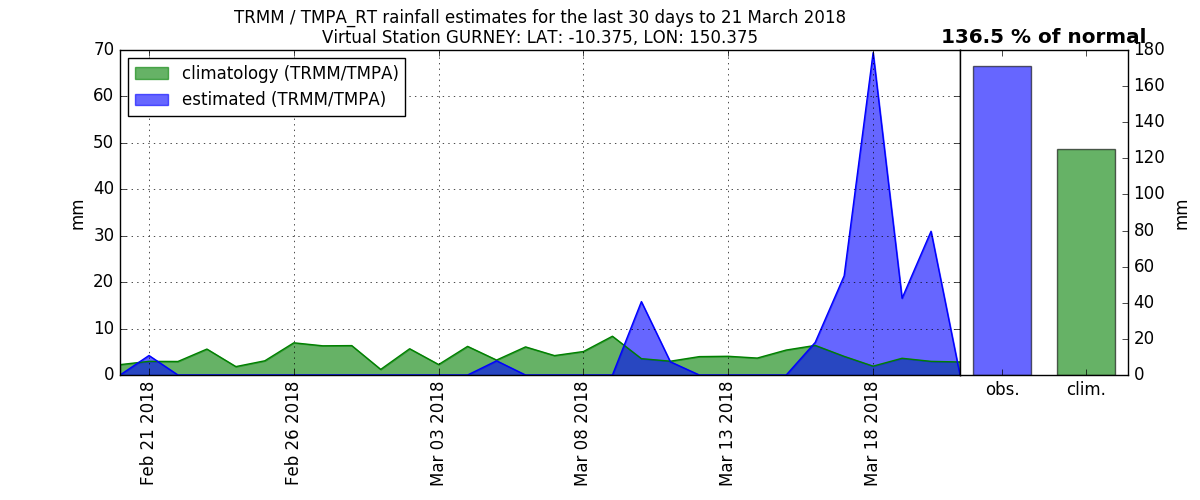 TRMM / TMPA_RT rainfall estimates for the last 30 days to 21 March 2018
Virtual Station GURNEY: LAT: -10.375, LON: 150.375
136.5 % of normal
climatology (TRMM/TMPA)
estimated (TRMM/TMPA)
mm
70
60
50
40
30
20
10
0
Feb 21 2018
Feb 26 2018
Mar 03 2018
Mar 08 2018
Mar 13 2018
Mar 18 2018
obs.
clim.
180
160
140
120
100
80
60
40
20
0
mm